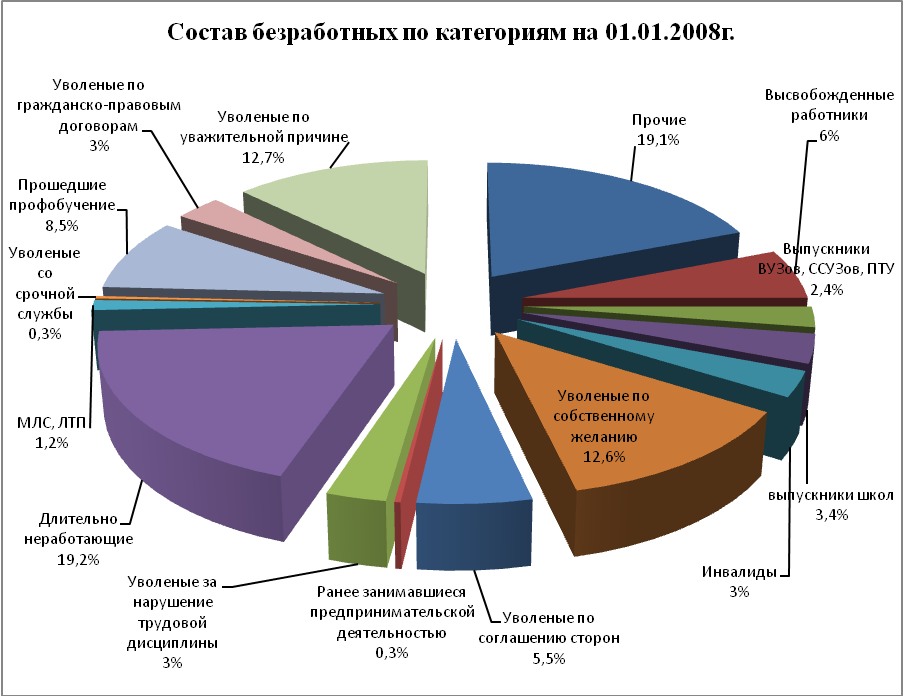 Состав безработных по категориям на 01.01.2008г.
Прочие
19,1%
Высвобожденные
работники
6%
Выпускники
ВУЗов, ССУЗов, ПТУ
2,4%
выпускники школ
3,4%
Инвалиды
3%
Уволеные по
собственному
желанию
12,6%
Уволеные по
соглашению сторон
5,5%
Ранее занимавшиеся
предпринимательской
деятельностью
0,3%
Уволеные за
нарушение
трудовой
дисциплины
3%
Длительно
неработающие
19,2%
МЛС, ЛТП
1,2%
Уволеные
со
срочной
службы
0,3%
Прошедшие
профобучение
8,5%
Уволеные по
гражданско-правовым
договорам
3%
Уволеные по
уважительной причине
12,7%